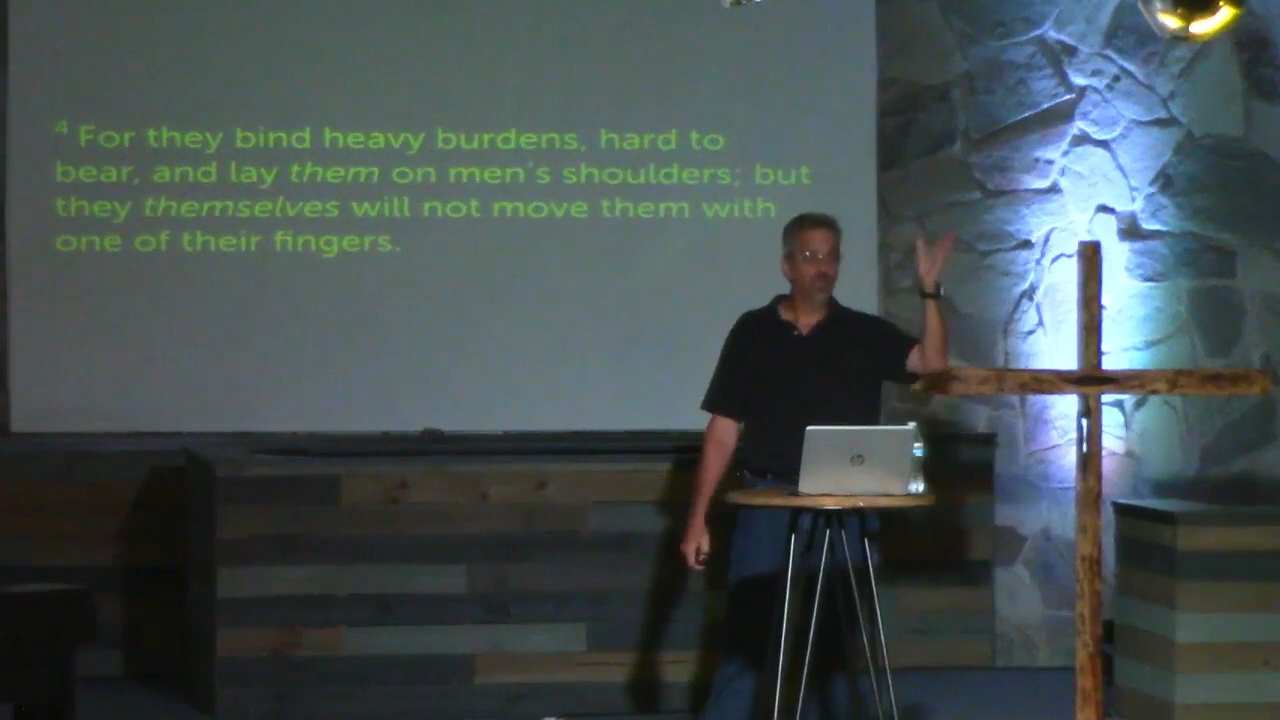 4 For they bind heavy burdens, hard to
bear, and lay them on men's shoulders; but
they themselves will not move them with
one of their fingers.
hp